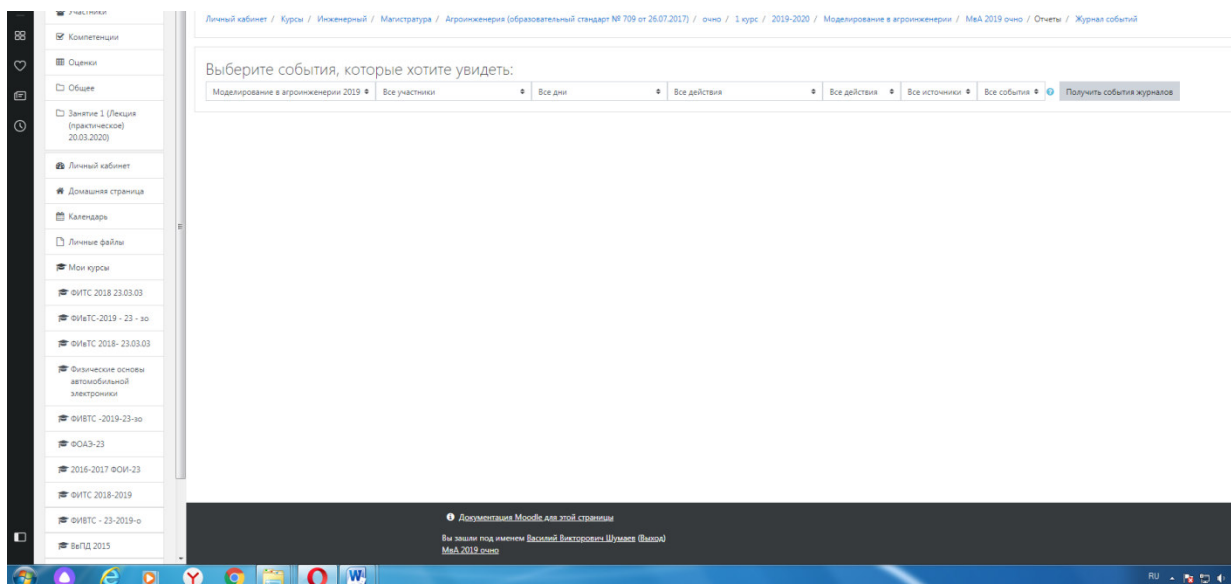 Участники
Компетенции
Оценки
Общее
Занятие 1 (Лекция
(практическое)
20.03.2020)
Личный кабинет
Домашняя страница
Календарь
Личные файлы
Мои курсы
ФИТС 2018 23.03.03
ФИвТС-2019 - 23 - зо
ФИвТС 2018- 23.03.03
Физические основы
автомобильной
электроники
ФИВТС -2019-23-зо
ФОАЭ-23
2016-2017 ФОИ-23
ФИТС 2018-2019
ФИВТС - 23-2019-о
ВеПД 2015
Личный кабинет / Курсы / Инженерный / Магистратура / Агроинженерия (образовательный стандарт № 709 от 26.07.2017) / очно / 1 курс / 2019-2020 / Моделирование в агроинженерии / МвА 2019 очно / Отчеты / Журнал событий
Выберите события, которые хотите увидеть:
Моделирование в агроинженерии 2019 Все участники Все дни Все действия Все действия Все источники Все события Получить события журналов
Документация Moodle для этой страницы
Вы зашли под именем Василий Викторович Шумаев (Выход)
МвА 2019 очно
RU